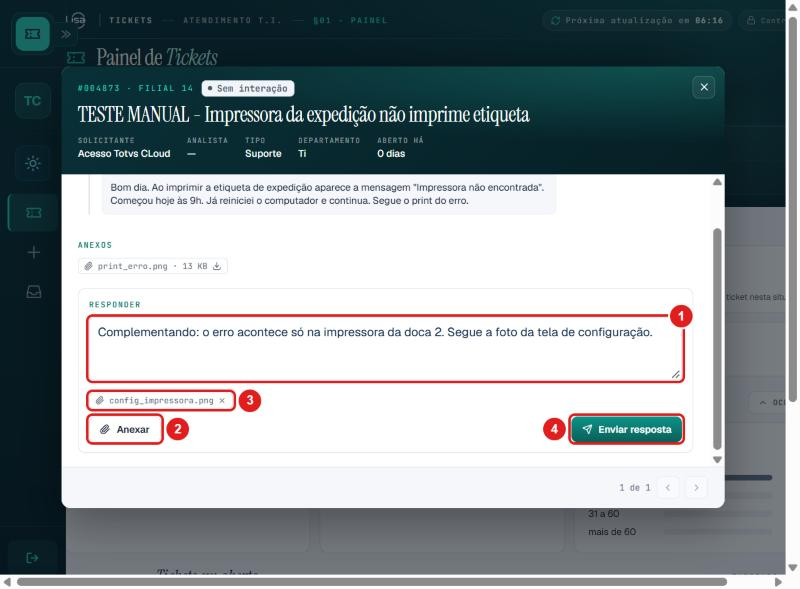 lisa TICKETS — ATENDIMENTO T.I. — §01 · PAINEL
Próxima atualização em 06:16
Painel de Tickets
TC
#004873 · FILIAL 14 • Sem interação
TESTE MANUAL – Impressora da expedição não imprime etiqueta
SOLICITANTE ANALISTA TIPO DEPARTAMENTO ABERTO HÁ
Acesso Totvs CLoud — Suporte Ti 0 dias
Bom dia. Ao imprimir a etiqueta de expedição aparece a mensagem "Impressora não encontrada".
Começou hoje às 9h. Já reiniciei o computador e continua. Segue o print do erro.
ANEXOS
print_erro.png · 13 KB
ticket nesta
RESPONDER
1
Complementando: o erro acontece só na impressora da doca 2. Segue a foto da tela de configuração.
config_impressora.png ×
3
Anexar
2
4
Enviar resposta
1 de 1
31 a 60
mais de 60
Tickets em aberto